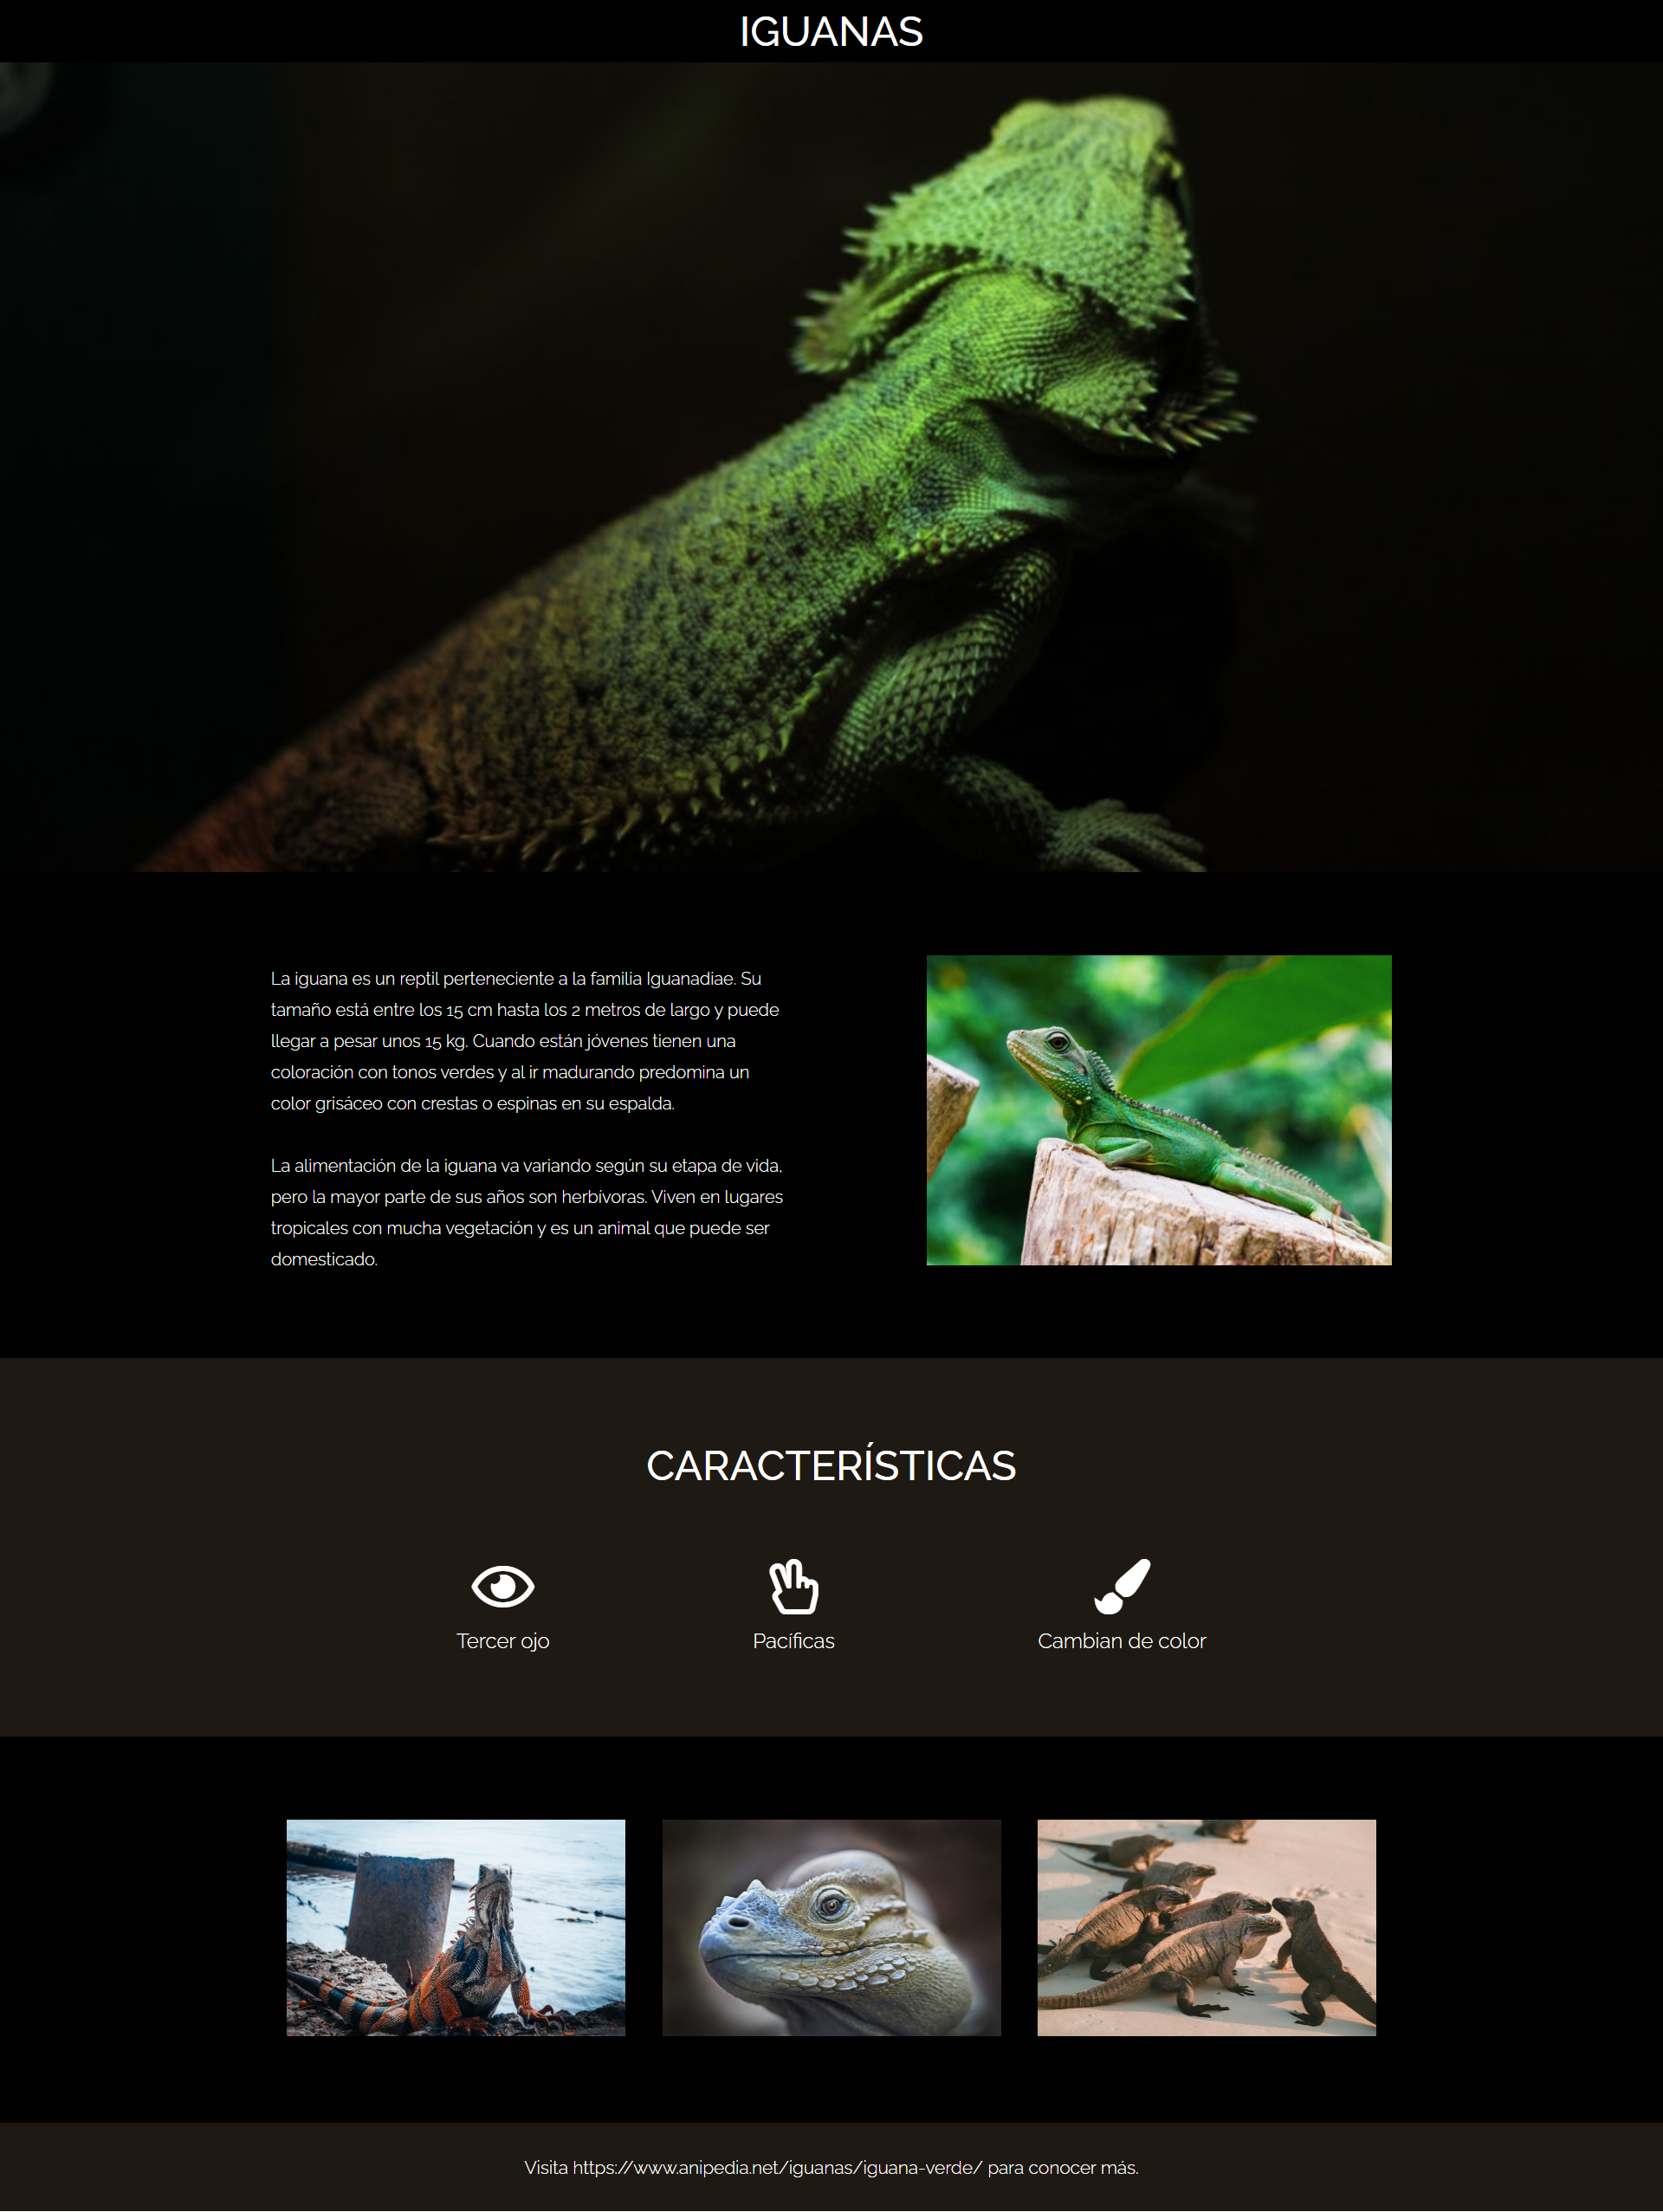 IGUANAS
La iguana es un reptil perteneciente a la familia Iguanadiae. Su
tamaño está entre los 15 cm hasta los 2 metros de largo y puede
llegar a pesar unos 15 kg. Cuando están jóvenes tienen una
coloración con tonos verdes y al ir madurando predomina un
color grisáceo con crestas o espinas en su espalda.
La alimentación de la iguana va variando según su etapa de vida,
pero la mayor parte de sus años son herbívoras. Viven en lugares
tropicales con mucha vegetación y es un animal que puede ser
domesticado.
CARACTERÍSTICAS
Tercer ojo
Pacíficas
Cambian de color
Visita https://www.anipedia.net/iguanas/iguana-verde/ para conocer más.